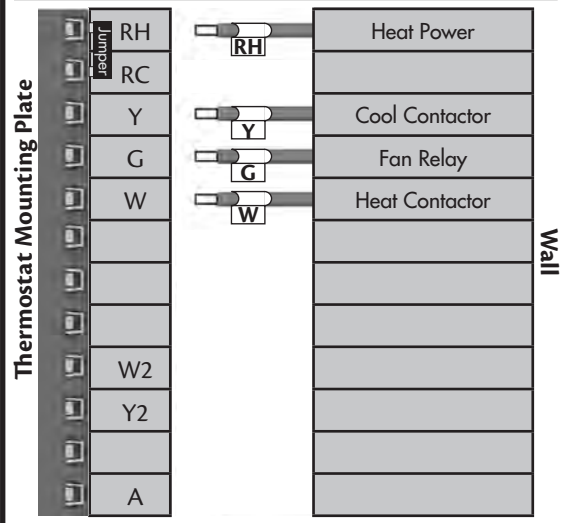 Thermostat Mounting Plate
RH
Jumper
RC
Y
G
W
W2
Y2
A
RH
Y
G
W
Heat Power
Cool Contactor
Fan Relay
Heat Contactor
Wall